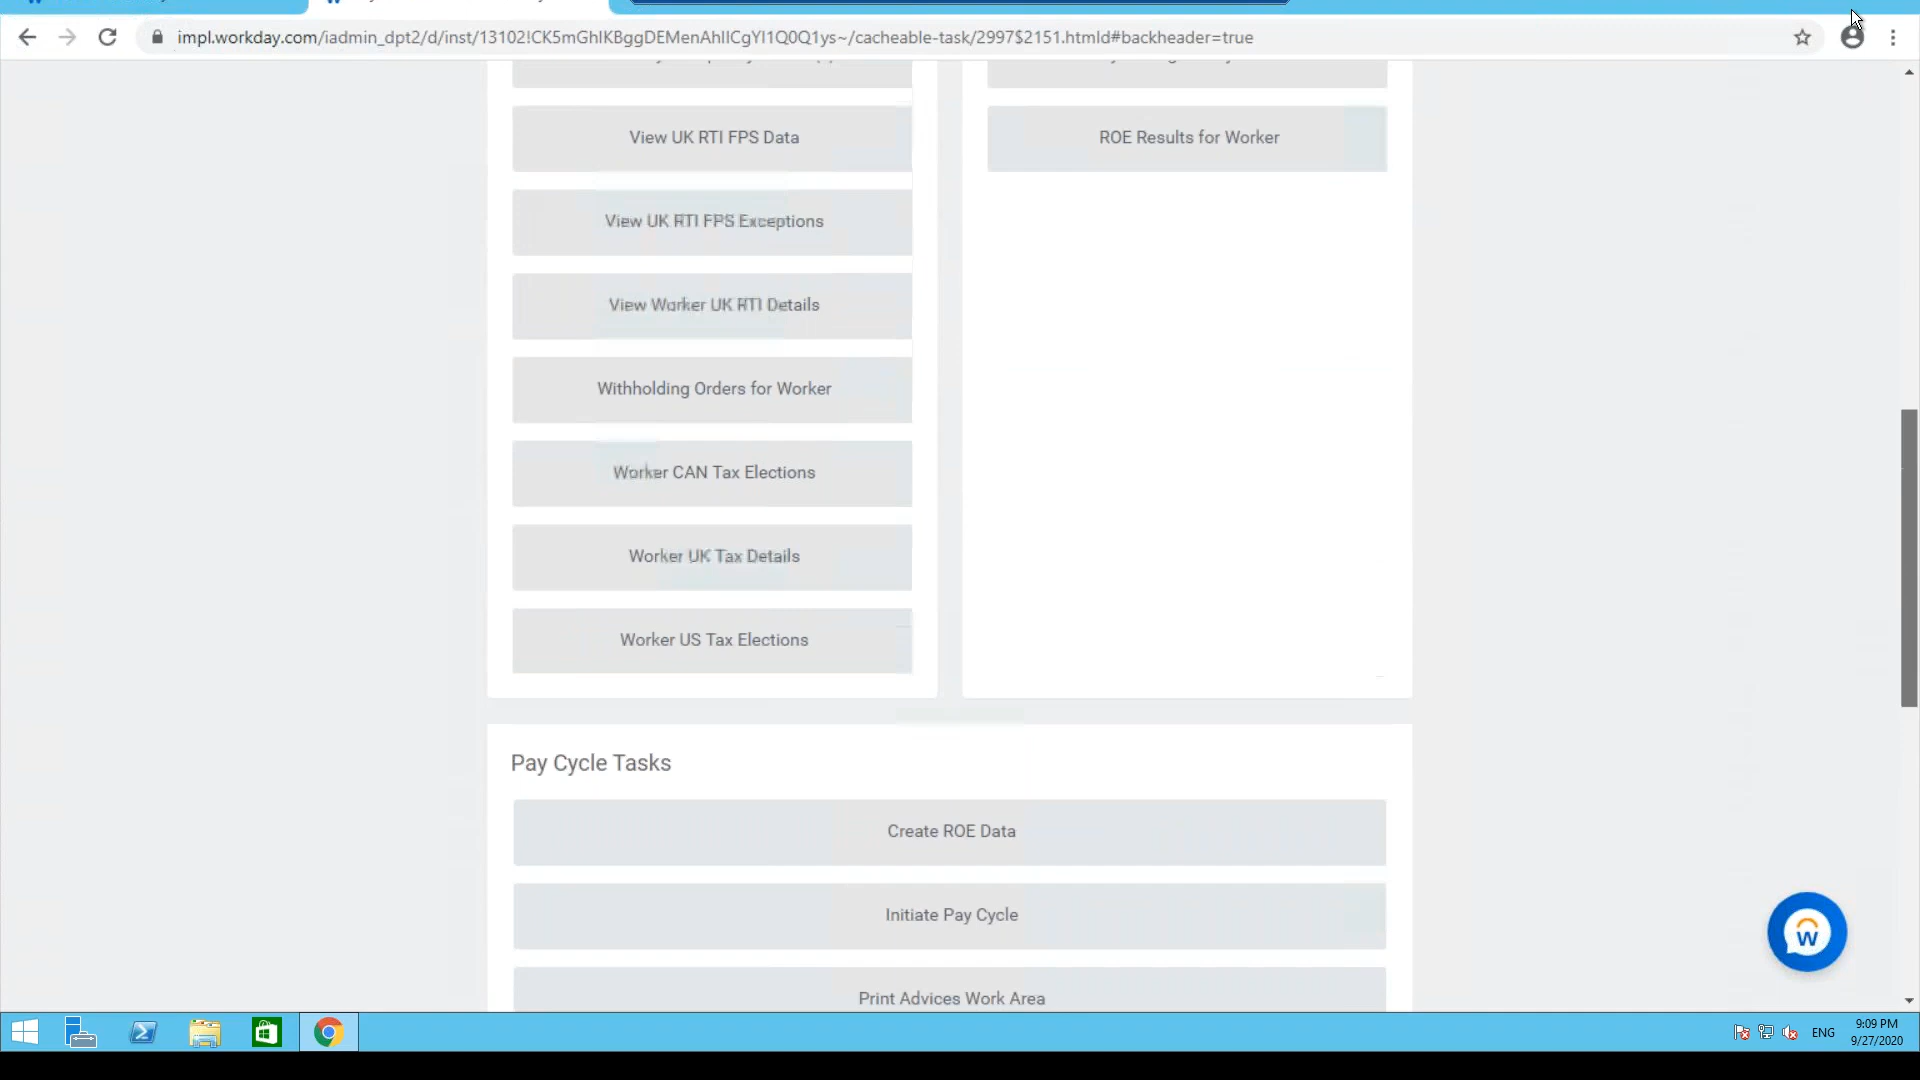 impl.workday.com/iadmin_dpt2/d/inst/13102!CK5mGhIKBggDEMenAhIICgYI1Q0Q1ys~/cacheable-task/2997$2151.htmld#backheader=true
View UK RTI FPS Data
ROE Results for Worker
View UK RTI FPS Exceptions
View Worker UK RTI Details
Withholding Orders for Worker
Worker CAN Tax Elections
Worker UK Tax Details
Worker US Tax Elections
Pay Cycle Tasks
Create ROE Data
Initiate Pay Cycle
Print Advices Work Area
W
ENG
9:09 PM
9/27/2020